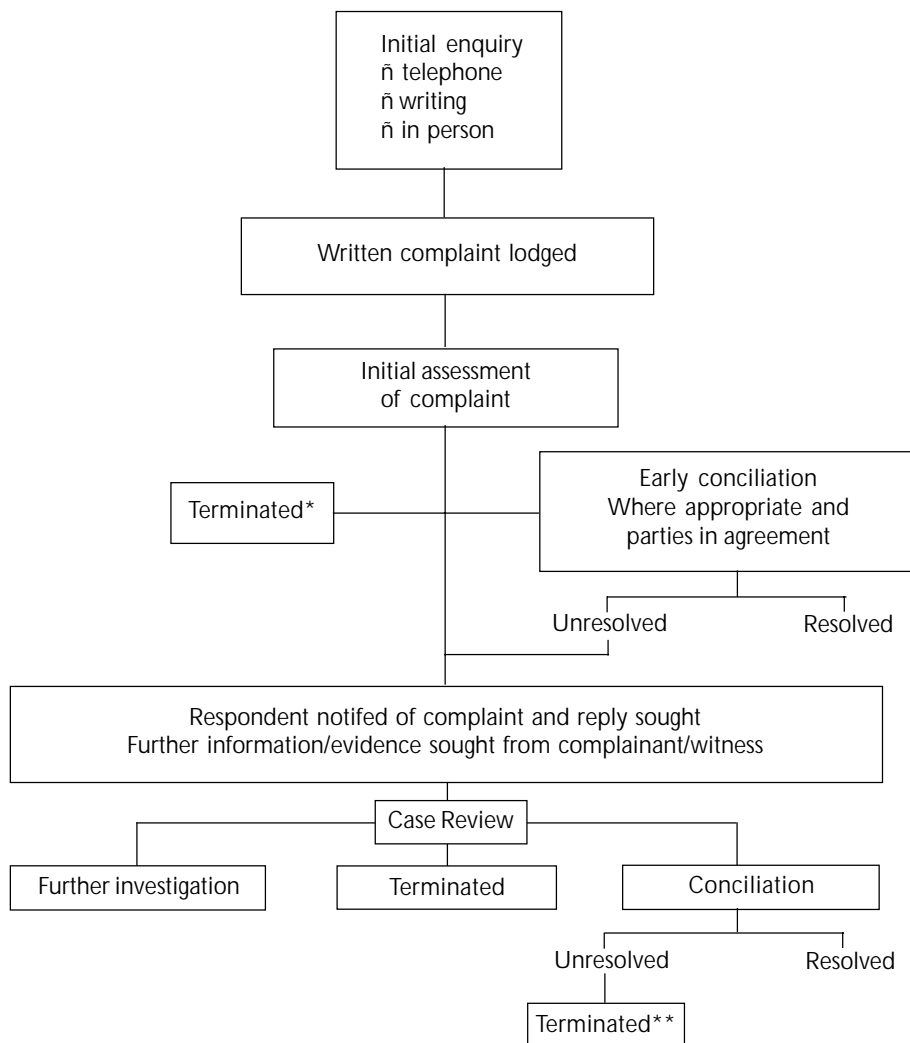 Initial enquiry
ñ telephone
ñ writing
ñ in person
Written complaint lodged
Initial assessment
of complaint
Terminated*
Early conciliation
Where appropriate and
parties in agreement
Unresolved
Resolved
Respondent notifed of complaint and reply sought
Further information/evidence sought from complainant/witness
Case Review
Further investigation
Terminated
Conciliation
Unresolved
Resolved
Terminated**